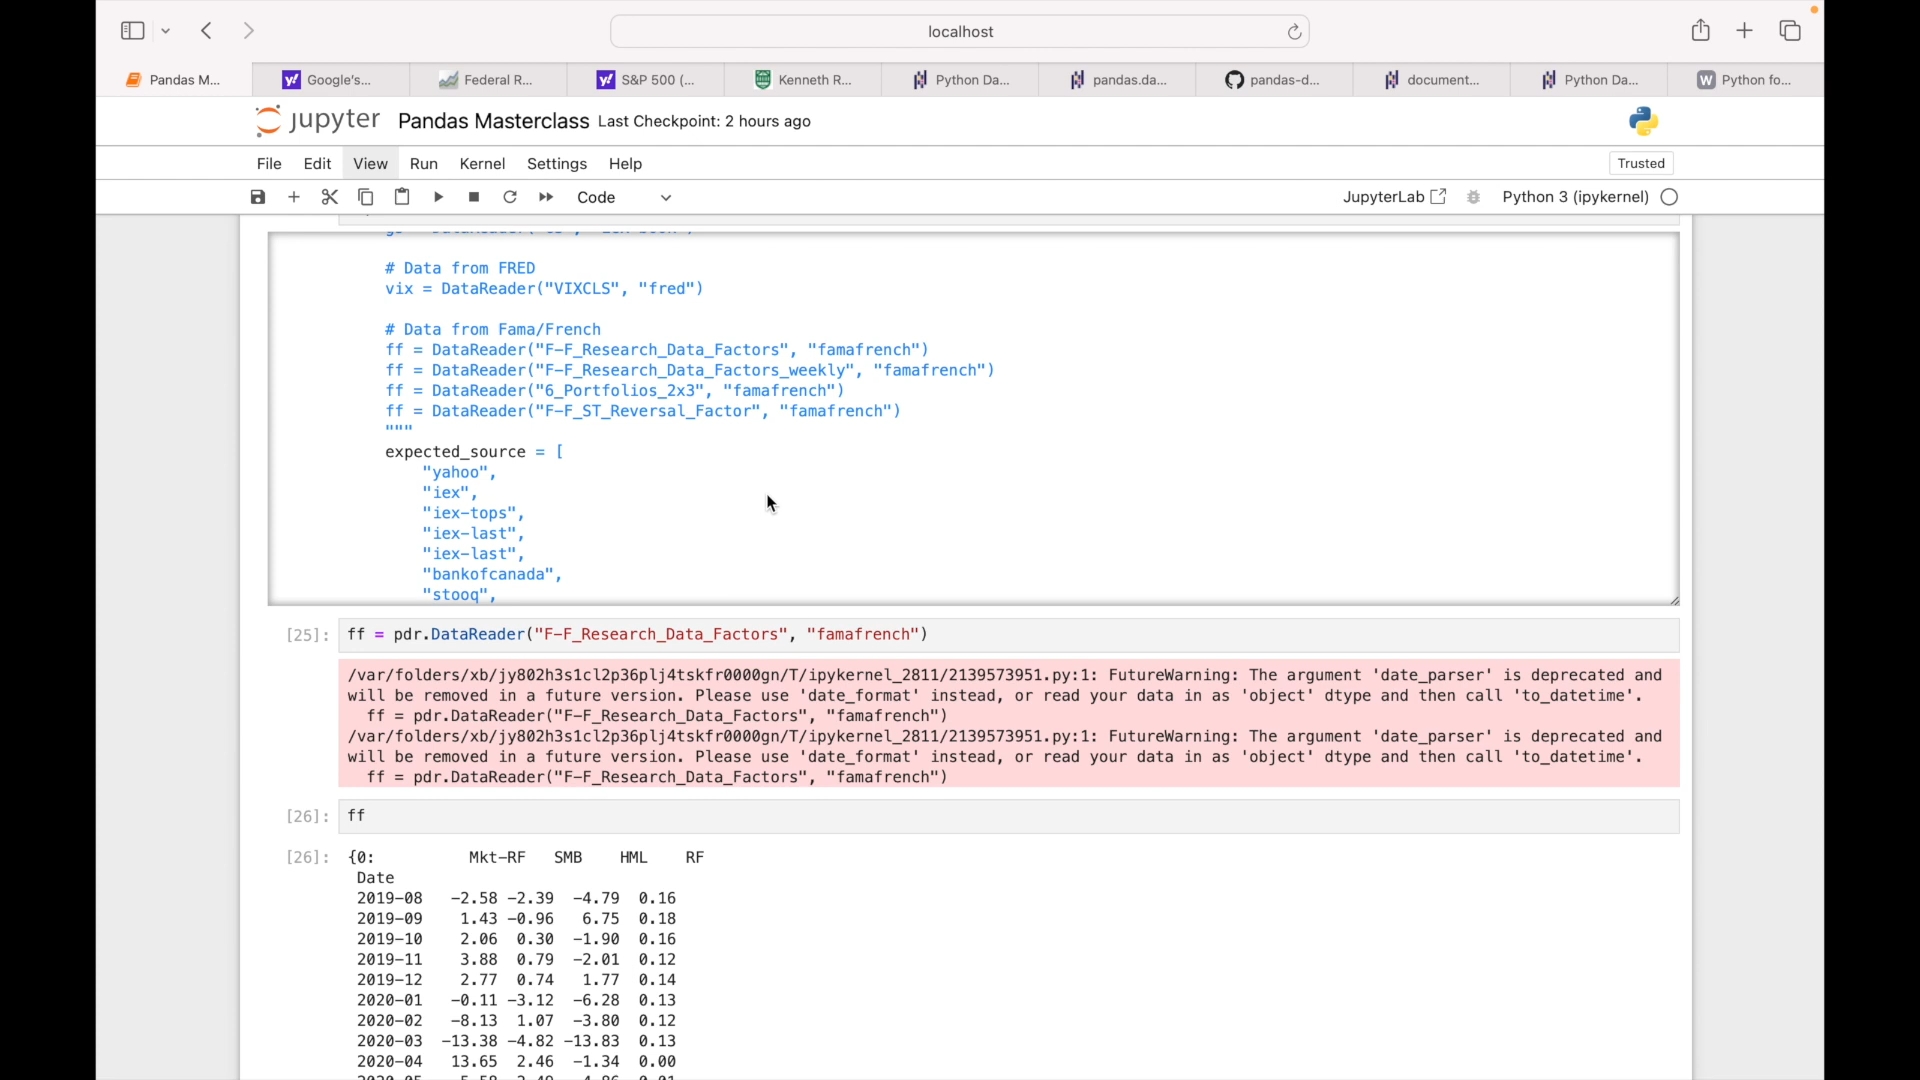 localhost
Pandas M...
Google's...
Federal R...
S&P 500 (...
Kenneth R...
Python Da...
pandas.da...
pandas-d...
document...
Python Da...
W Python fo...
jupyter Pandas Masterclass Last Checkpoint: 2 hours ago
File Edit View Run Kernel Settings Help
Trusted
Code
JupyterLab
Python 3 (ipykernel)
# Data from FRED
vix = DataReader("VIXCLS", "fred")
# Data from Fama/French
ff = DataReader("F-F_Research_Data_Factors", "famafrench")
ff = DataReader("F-F_Research_Data_Factors_weekly", "famafrench")
ff = DataReader("6_Portfolios_2x3", "famafrench")
ff = DataReader("F-F_ST_Reversal_Factor", "famafrench")
"""
expected_source = [
"yahoo",
"iex",
"iex-tops",
"iex-last",
"iex-last",
"bankofcanada",
"stooq",
[25]: ff = pdr.DataReader("F-F_Research_Data_Factors", "famafrench")
/var/folders/xb/jy802h3s1cl2p36plj4tskfr0000gn/T/ipykernel_2811/2139573951.py:1: FutureWarning: The argument 'date_parser' is deprecated and
will be removed in a future version. Please use 'date_format' instead, or read your data in as 'object' dtype and then call 'to_datetime'.
ff = pdr.DataReader("F-F_Research_Data_Factors", "famafrench")
/var/folders/xb/jy802h3s1cl2p36plj4tskfr0000gn/T/ipykernel_2811/2139573951.py:1: FutureWarning: The argument 'date_parser' is deprecated and
will be removed in a future version. Please use 'date_format' instead, or read your data in as 'object' dtype and then call 'to_datetime'.
ff = pdr.DataReader("F-F_Research_Data_Factors", "famafrench")
[26]: ff
[26]: {0: Mkt-RF SMB HML RF
Date
2019-08 -2.58 -2.39 -4.79 0.16
2019-09 1.43 -0.96 6.75 0.18
2019-10 2.06 0.30 -1.90 0.16
2019-11 3.88 0.79 -2.01 0.12
2019-12 2.77 0.74 1.77 0.14
2020-01 -0.11 -3.12 -6.28 0.13
2020-02 -8.13 1.07 -3.80 0.12
2020-03 -13.38 -4.82 -13.83 0.13
2020-04 13.65 2.46 -1.34 0.00